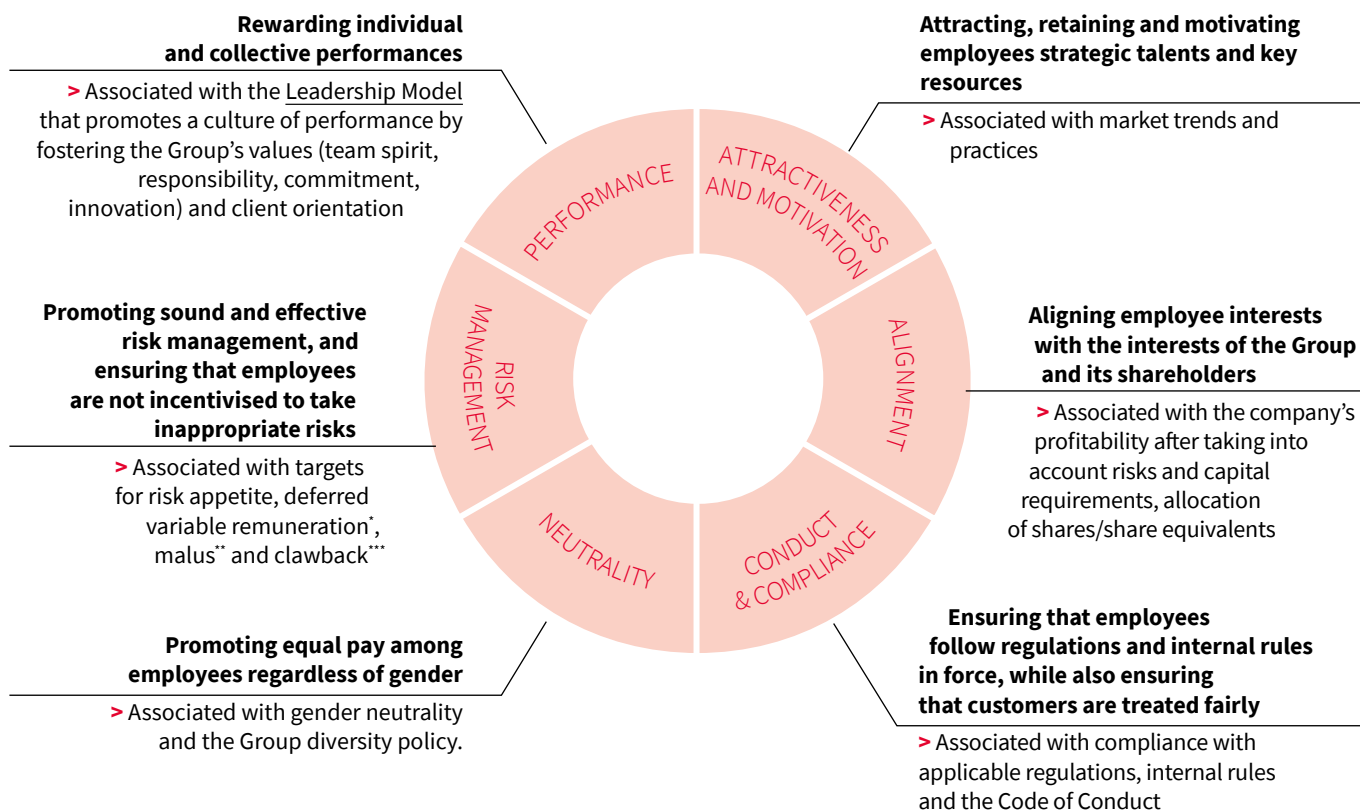 Rewarding individual
and collective performances
> Associated with the Leadership Model
that promotes a culture of performance by
fostering the Group’s values (team spirit,
responsibility, commitment,
innovation) and client orientation
Attracting, retaining and motivating
employees strategic talents and key
resources
> Associated with market trends and
practices
PERFORMANCE
ATTRACTIVENESS
AND MOTIVATION
Promoting sound and effective
risk management, and
ensuring that employees
are not incentivised to take
inappropriate risks
> Associated with targets
for risk appetite, deferred
variable remuneration*,
malus** and clawback***
RISK
MANAGEMENT
ALIGNMENT
Aligning employee interests
with the interests of the Group
and its shareholders
> Associated with the company’s
profitability after taking into
account risks and capital
requirements, allocation
of shares/share equivalents
NEUTRALITY
CONDUCT
& COMPLIANCE
Promoting equal pay among
employees regardless of gender
> Associated with gender neutrality
and the Group diversity policy.
Ensuring that employees
follow regulations and internal rules
in force, while also ensuring
that customers are treated fairly
> Associated with compliance with
applicable regulations, internal rules
and the Code of Conduct